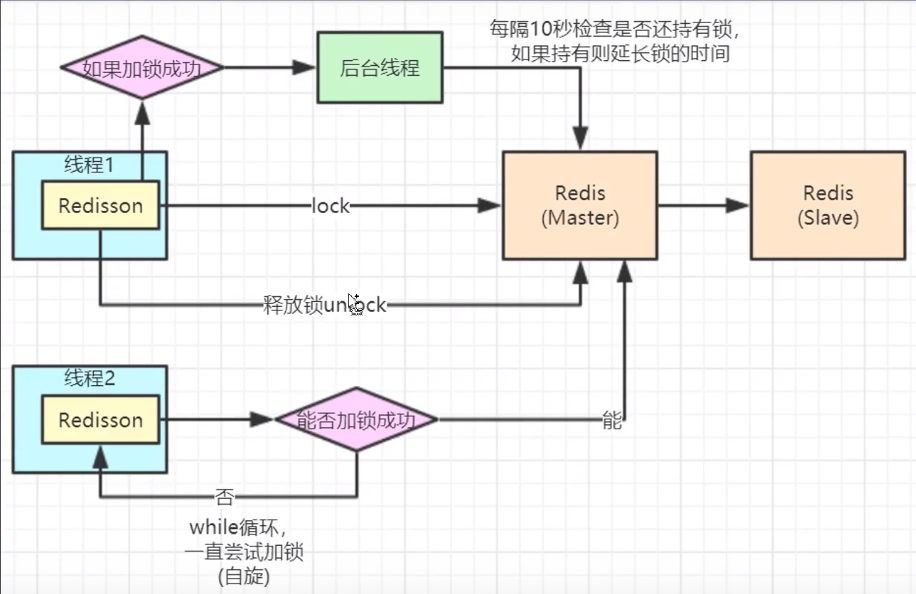 每隔10秒检查是否还持有锁，
如果持有则延长锁的时间
如果加锁成功
后台线程
线程1
Redisson
lock
Redis
(Master)
Redis
(Slave)
释放锁unlock
线程2
Redisson
能否加锁成功
能
否
while循环，
一直尝试加锁
(自旋)